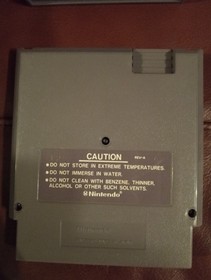 CAUTION REV-A
• DO NOT STORE IN EXTREME TEMPERATURES.
• DO NOT IMMERSE IN WATER.
• DO NOT CLEAN WITH BENZENE, THINNER,
ALCOHOL OR OTHER SUCH SOLVENTS.
Nintendo®